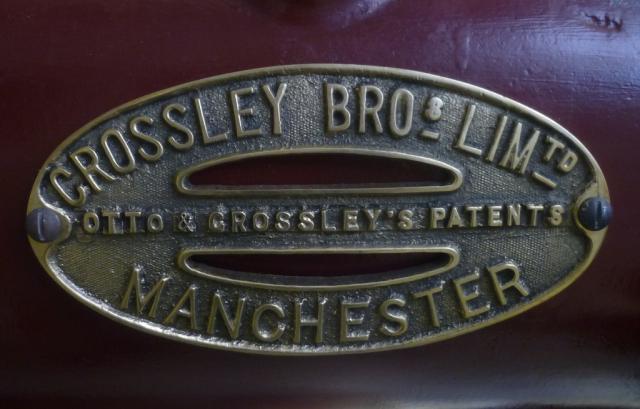 CROSSLEY BROS LIMTD
OTTO & CROSSLEY'S PATENTS
MANCHESTER